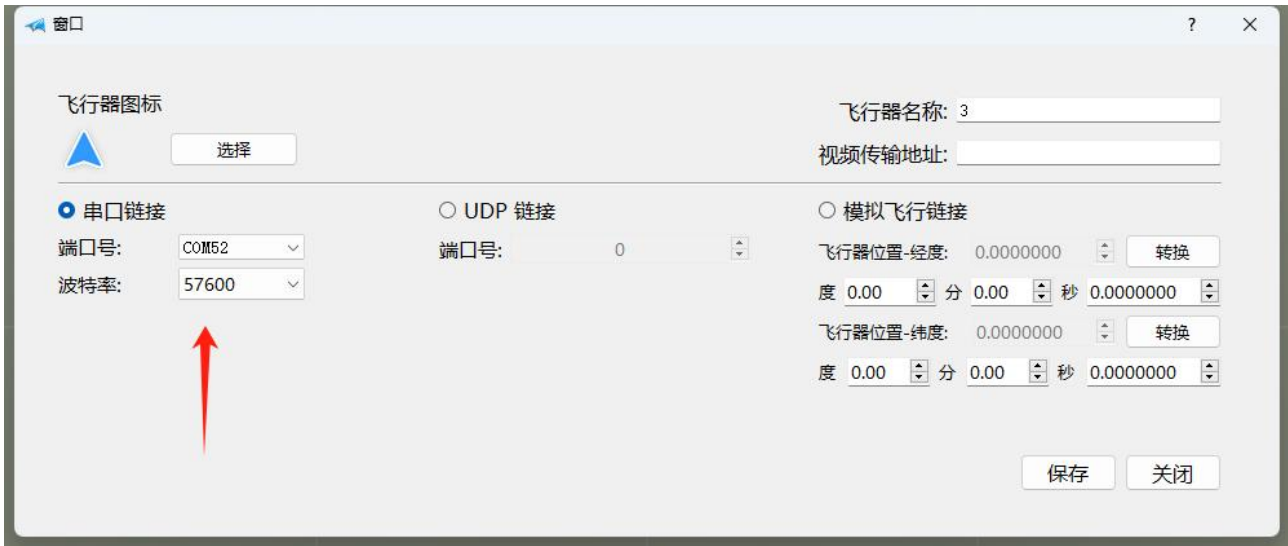 窗口
?
飞行器图标
选择
飞行器名称: 3
视频传输地址:
串口链接
端口号: COM52
波特率: 57600
UDP 链接
端口号: 0
模拟飞行链接
飞行器位置-经度: 0.0000000 转换
度 0.00 分 0.00 秒 0.0000000
飞行器位置-纬度: 0.0000000 转换
度 0.00 分 0.00 秒 0.0000000
保存 关闭